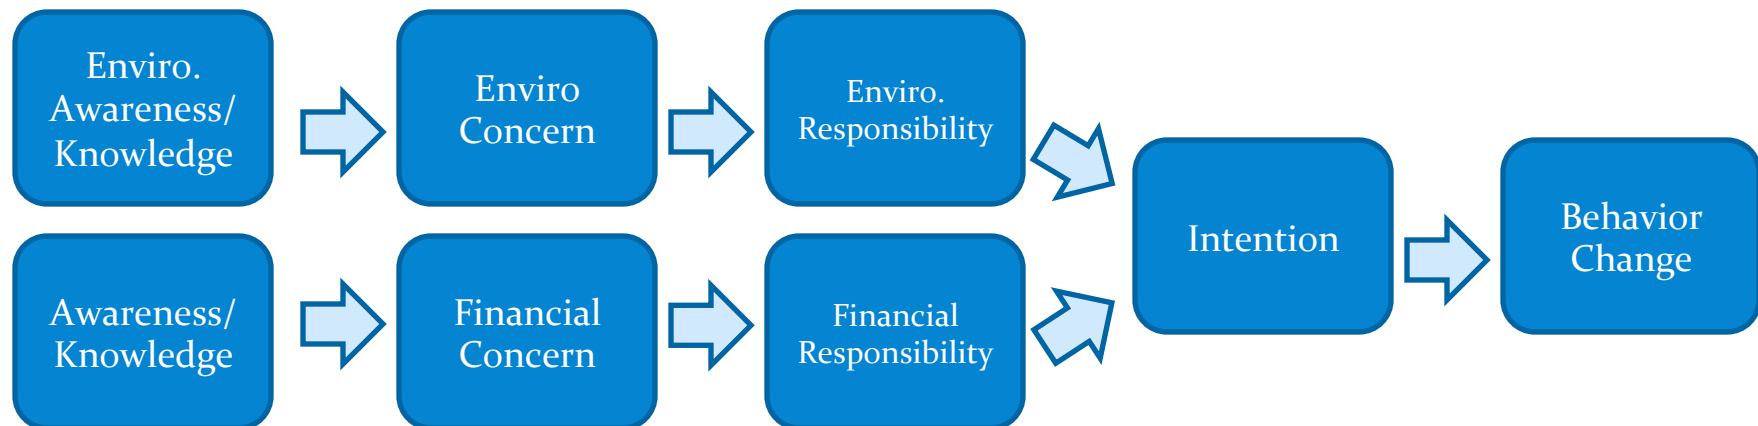 Enviro.
Awareness/
Knowledge
Enviro
Concern
Enviro.
Responsibility
Awareness/
Knowledge
Financial
Concern
Financial
Responsibility
Intention
Behavior
Change